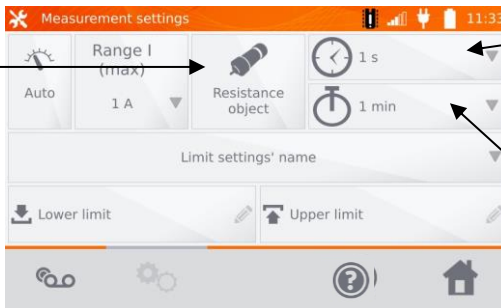 Measurement settings 11:33
Auto
Range I
(max)
1 A
Resistance
object
1 s
1 min
Limit settings' name
Lower limit
Upper limit